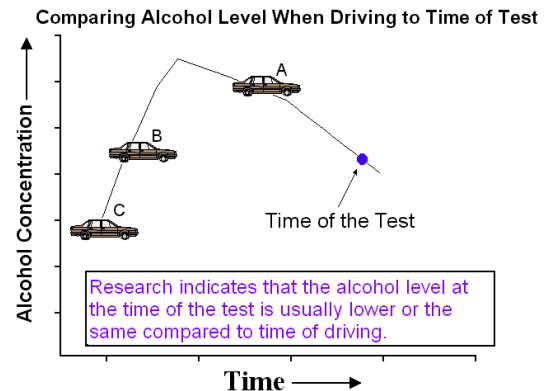 Comparing Alcohol Level When Driving to Time of Test
Alcohol Concentration
A
B
C
Time of the Test
Research indicates that the alcohol level at
the time of the test is usually lower or the
same compared to time of driving.
Time